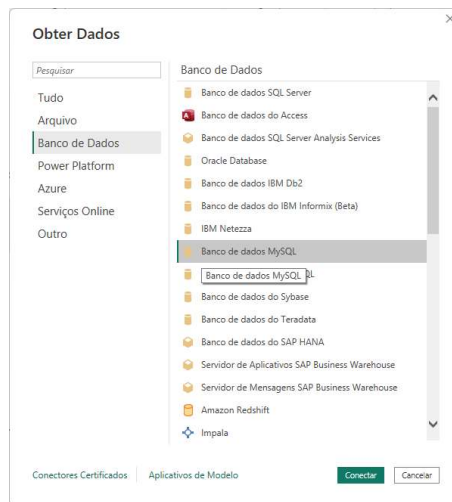 Obter Dados
Pesquisar
Tudo
Arquivo
Banco de Dados
Power Platform
Azure
Serviços Online
Outro
Banco de Dados
Banco de dados SQL Server
Banco de dados do Access
Banco de dados SQL Server Analysis Services
Oracle Database
Banco de dados IBM Db2
Banco de dados do IBM Informix (Beta)
IBM Netezza
Banco de dados MySQL
Banco de dados MySQL
Banco de dados do Sybase
Banco de dados do Teradata
Banco de dados do SAP HANA
Servidor de Aplicativos SAP Business Warehouse
Servidor de Mensagens SAP Business Warehouse
Amazon Redshift
Impala
Conectores Certificados
Aplicativos de Modelo
Conectar
Cancelar